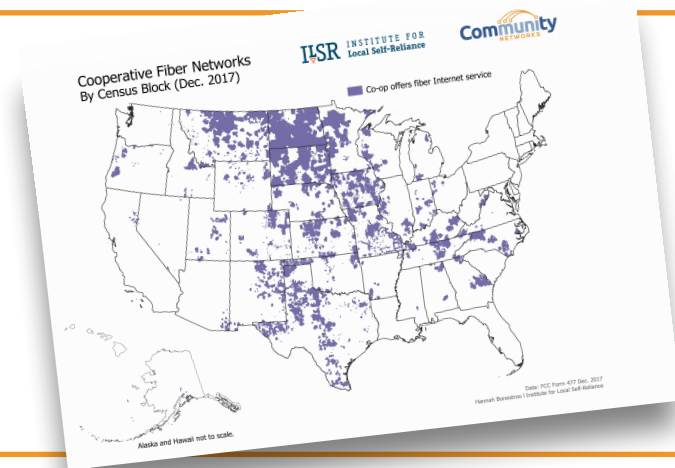 Cooperative Fiber Networks
By Census Block (Dec. 2017)
ILSR INSTITUTE FOR
Local Self-Reliance
Community
NETWORKS
Co-op offers fiber Internet service
Data: FCC Form 477 Dec. 2017
Hannah Bonestroo | Institute for Local Self-Reliance
Alaska and Hawaii not to scale.